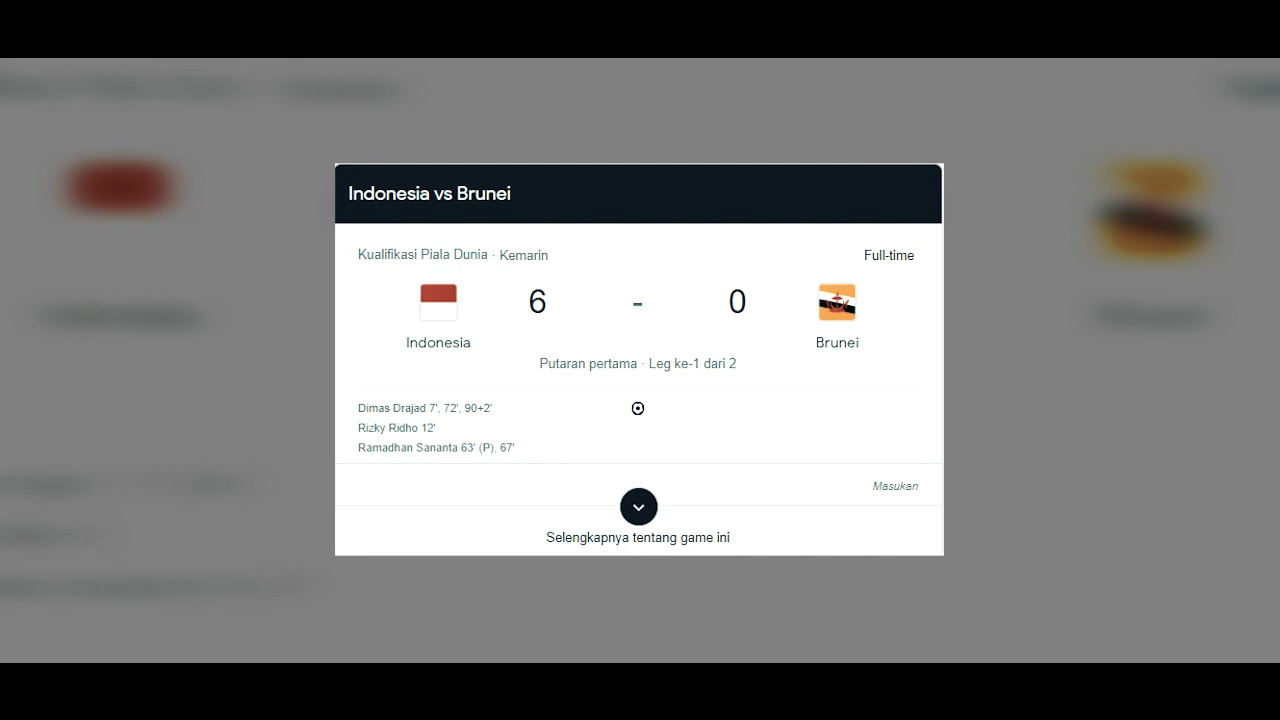 Indonesia vs Brunei
Kualifikasi Piala Dunia · Kemarin
Full-time
6 - 0
Indonesia
Brunei
Putaran pertama · Leg ke-1 dari 2
Dimas Drajad 7', 72', 90+2'
Rizky Ridho 12'
Ramadhan Sananta 63' (P), 67'
Masukan
Selengkapnya tentang game ini